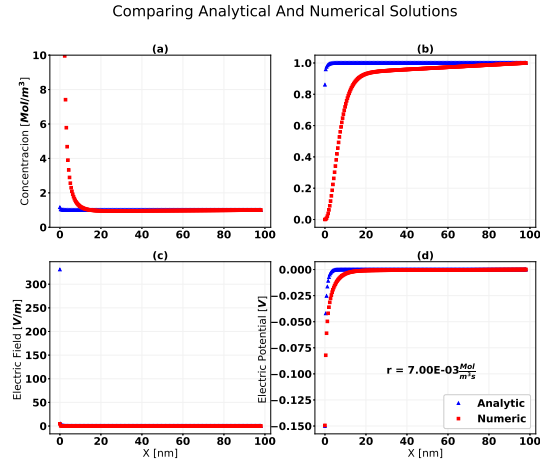 Comparing Analytical And Numerical Solutions
(a)
(b)
Concentracion [Mol/m³]
10
8
6
4
2
0
0 20 40 60 80 100
1.0
0.8
0.6
0.4
0.2
0.0
0 20 40 60 80 100
(c)
(d)
Electric Field [V/m]
300
250
200
150
100
50
0
0 20 40 60 80 100
X [nm]
Electric Potential [V]
0.000
−0.025
−0.050
−0.075
−0.100
−0.125
−0.150
r = 7.00E-03 Mol/m³s
Analytic
Numeric
0 20 40 60 80 100
X [nm]